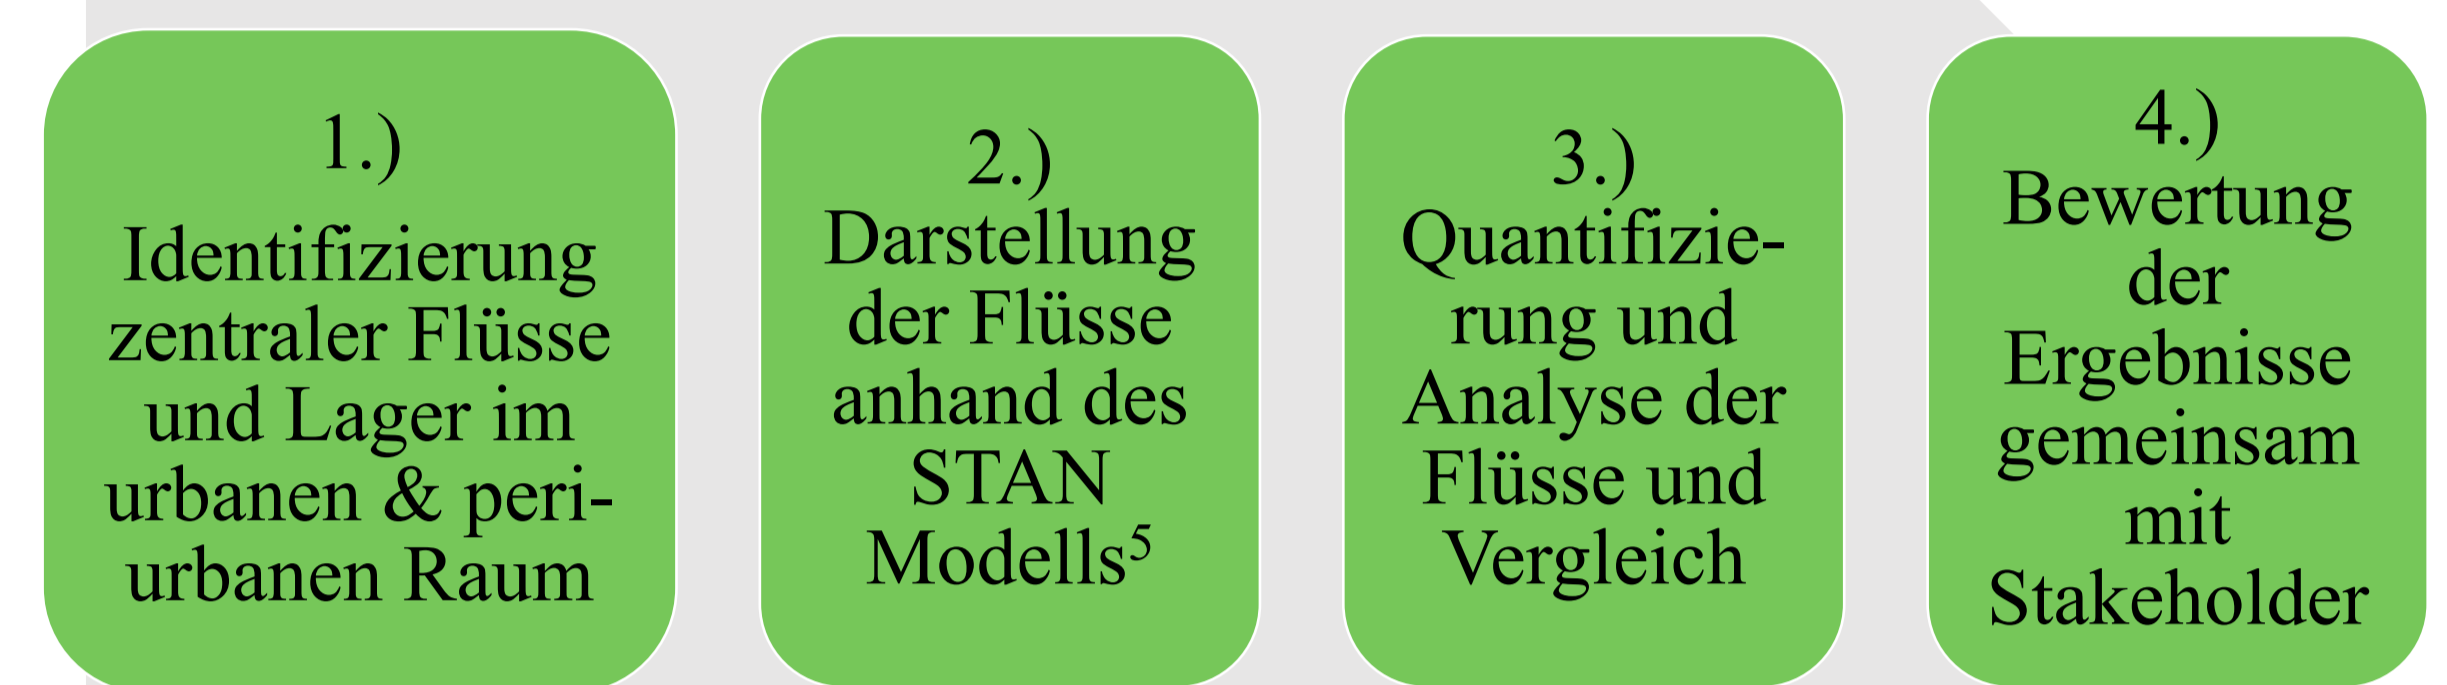 1.)
Identifizierung
zentraler Flüsse
und Lager im
urbanen & peri-
urbanen Raum
2.)
Darstellung
der Flüsse
anhand des
STAN
Modells⁵
3.)
Quantifizie-
rung und
Analyse der
Flüsse und
Vergleich
4.)
Bewertung
der
Ergebnisse
gemeinsam
mit
Stakeholder